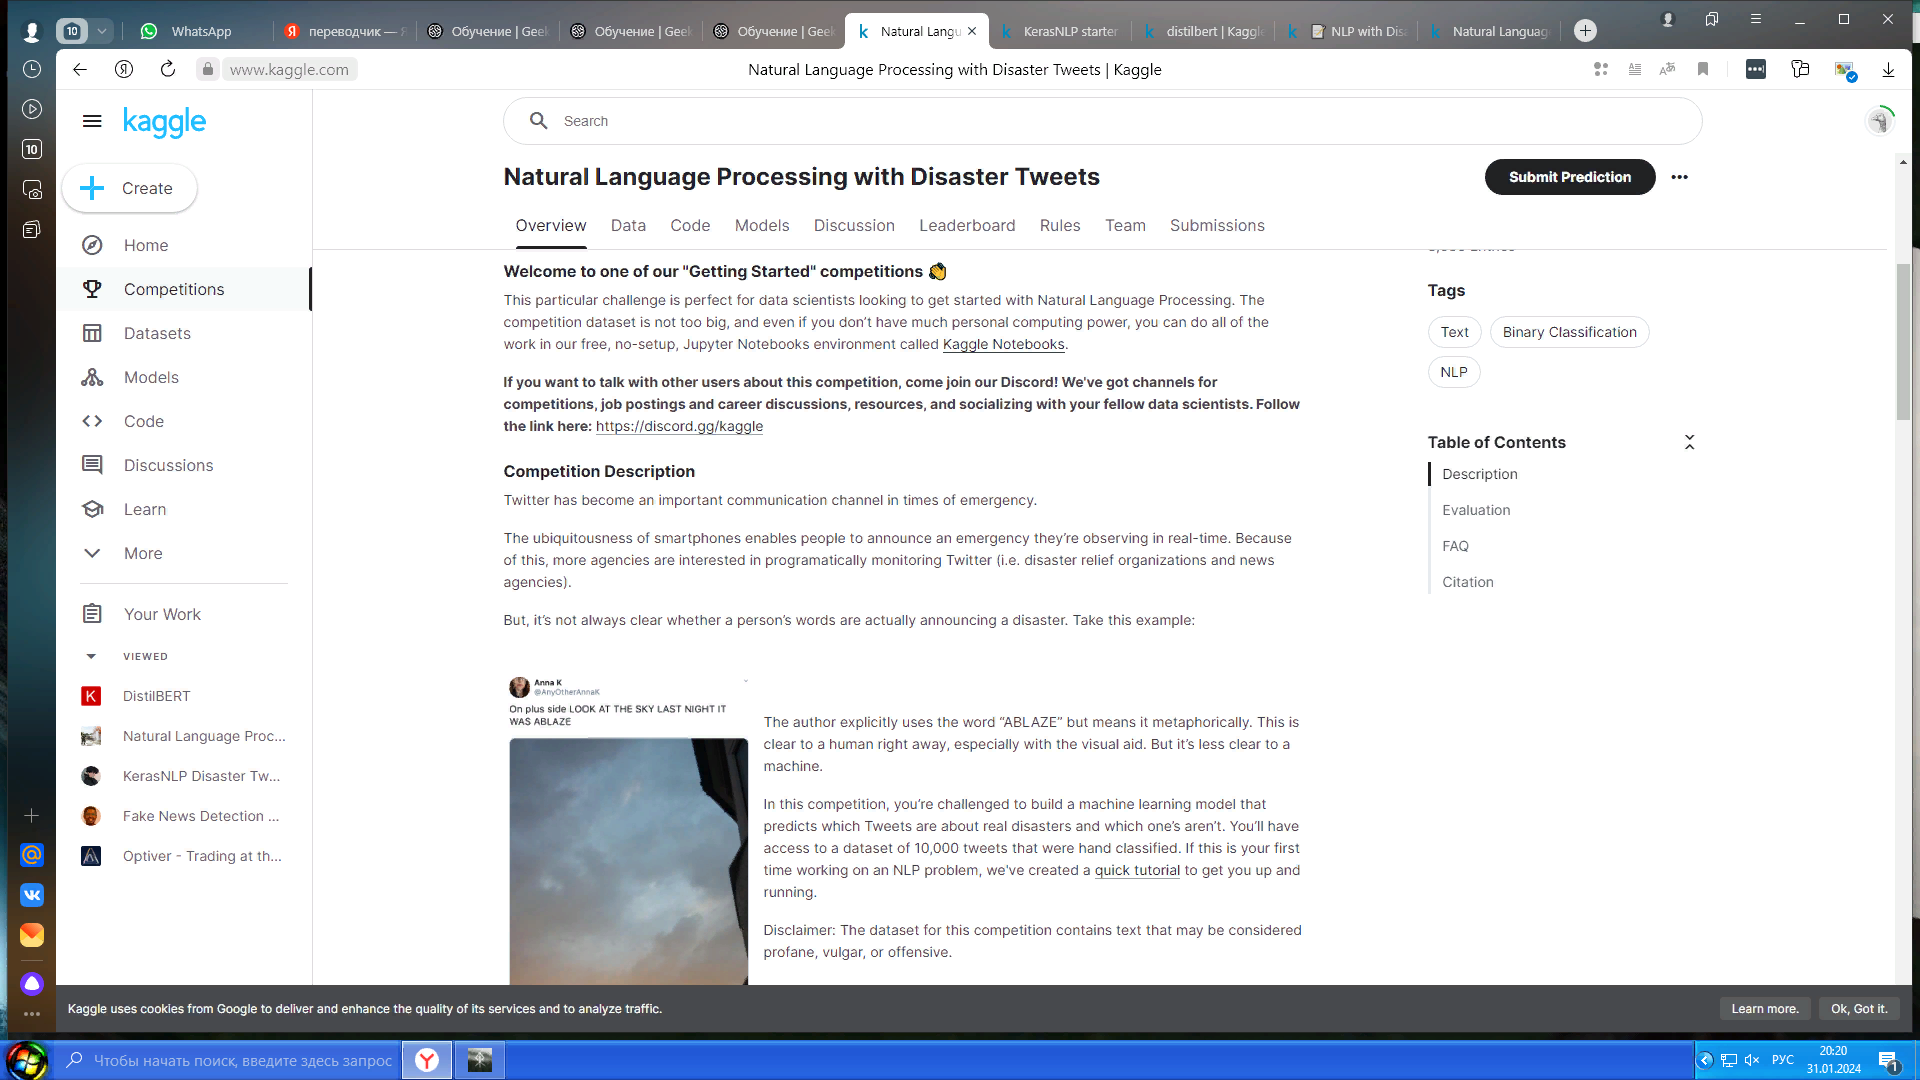 10
WhatsApp
переводчик — Я
Обучение | Geek
Обучение | Geek
Обучение | Geek
Natural Langu
KerasNLP starter
distilbert | Kaggle
NLP with Disa
Natural Language
www.kaggle.com
Natural Language Processing with Disaster Tweets | Kaggle
10
kaggle
Search
Create
Natural Language Processing with Disaster Tweets
Submit Prediction
Overview
Data
Code
Models
Discussion
Leaderboard
Rules
Team
Submissions
Home
Competitions
Datasets
Models
Code
Discussions
Learn
More
Your Work
VIEWED
DistilBERT
Natural Language Proc...
KerasNLP Disaster Tw...
Fake News Detection ...
Optiver - Trading at th...
Welcome to one of our "Getting Started" competitions 👏
This particular challenge is perfect for data scientists looking to get started with Natural Language Processing. The
competition dataset is not too big, and even if you don’t have much personal computing power, you can do all of the
work in our free, no-setup, Jupyter Notebooks environment called Kaggle Notebooks.
If you want to talk with other users about this competition, come join our Discord! We've got channels for
competitions, job postings and career discussions, resources, and socializing with your fellow data scientists. Follow
the link here: https://discord.gg/kaggle
Competition Description
Twitter has become an important communication channel in times of emergency.
The ubiquitousness of smartphones enables people to announce an emergency they’re observing in real-time. Because
of this, more agencies are interested in programatically monitoring Twitter (i.e. disaster relief organizations and news
agencies).
But, it’s not always clear whether a person’s words are actually announcing a disaster. Take this example:
Anna K
@AnyOtherAnnaK
On plus side LOOK AT THE SKY LAST NIGHT IT
WAS ABLAZE
The author explicitly uses the word “ABLAZE” but means it metaphorically. This is
clear to a human right away, especially with the visual aid. But it’s less clear to a
machine.
In this competition, you’re challenged to build a machine learning model that
predicts which Tweets are about real disasters and which one’s aren’t. You’ll have
access to a dataset of 10,000 tweets that were hand classified. If this is your first
time working on an NLP problem, we've created a quick tutorial to get you up and
running.
Disclaimer: The dataset for this competition contains text that may be considered
profane, vulgar, or offensive.
Tags
Text
Binary Classification
NLP
Table of Contents
Description
Evaluation
FAQ
Citation
Kaggle uses cookies from Google to deliver and enhance the quality of its services and to analyze traffic.
Learn more.
Ok, Got it.
Чтобы начать поиск, введите здесь запрос
РУС
20:20
31.01.2024
1